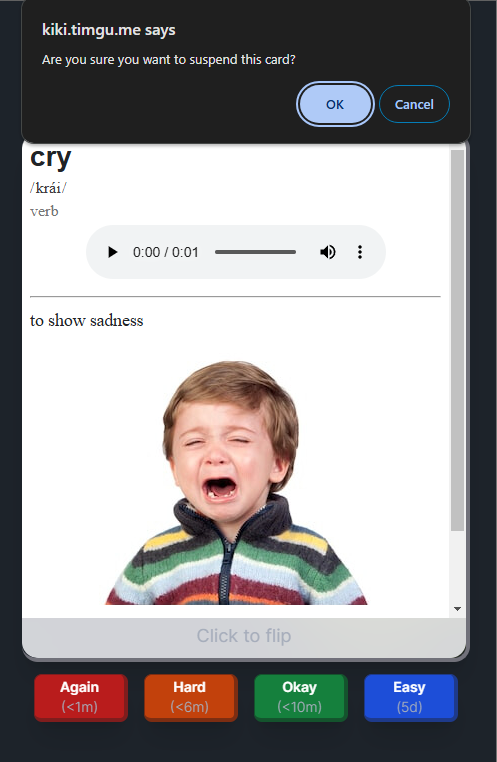 kiki.timgu.me says
Are you sure you want to suspend this card?
OK Cancel
cry
/krái/
verb
0:00 / 0:01
to show sadness
Click to flip
Again Hard Okay Easy
(<1m) (<6m) (<10m) (5d)